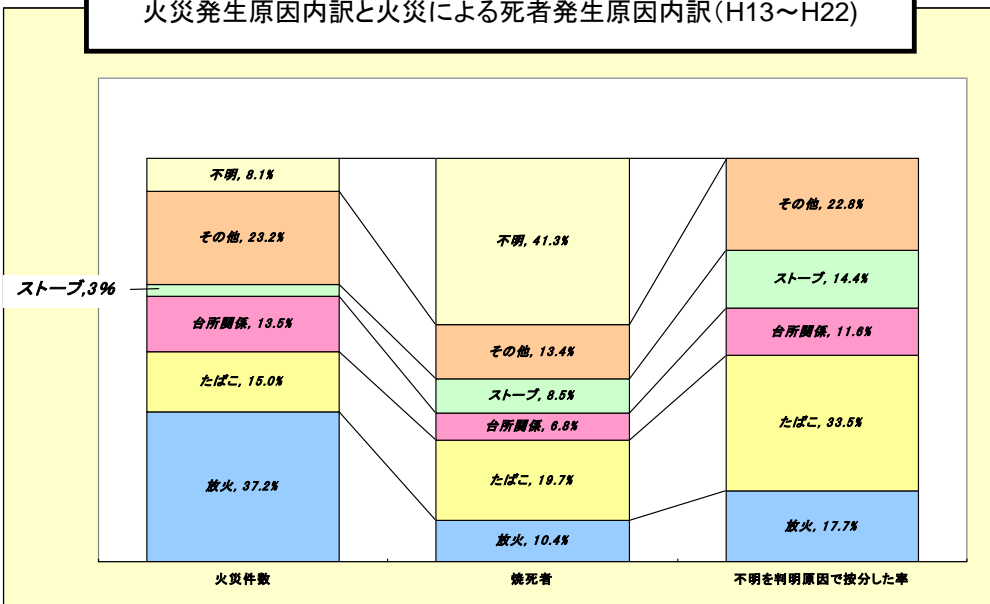 火災発生原因内訳と火災による死者発生原因内訳(H13～H22)
不明, 8.1%
その他, 23.2%
ストーブ,3%
台所関係, 13.5%
たばこ, 15.0%
放火, 37.2%
不明, 41.3%
その他, 13.4%
ストーブ, 8.5%
台所関係, 6.8%
たばこ, 19.7%
放火, 10.4%
その他, 22.8%
ストーブ, 14.4%
台所関係, 11.6%
たばこ, 33.5%
放火, 17.7%
火災件数
焼死者
不明を判明原因で按分した率